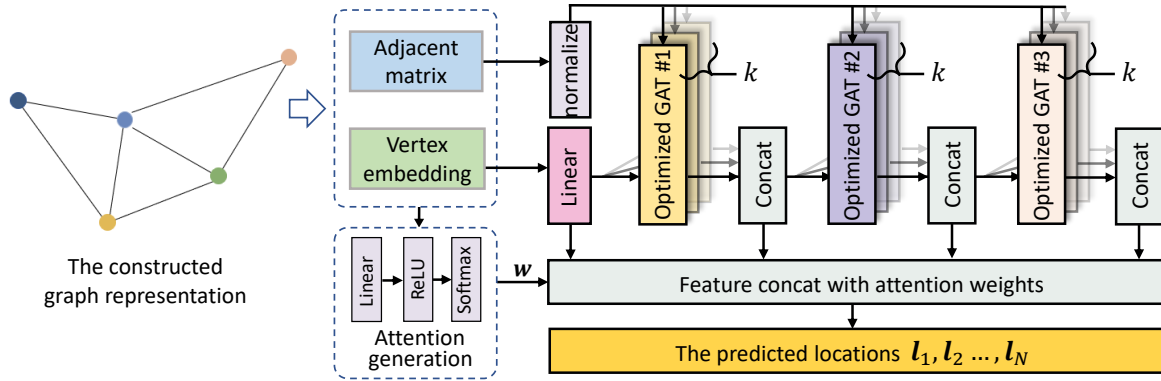 The constructed
graph representation
Adjacent
matrix
Vertex
embedding
Linear
ReLU
Softmax
Attention
generation
w
normalize
Linear
Optimized GAT #1
k
Concat
Optimized GAT #2
k
Concat
Optimized GAT #3
k
Concat
Feature concat with attention weights
The predicted locations l₁, l₂ ..., l_N